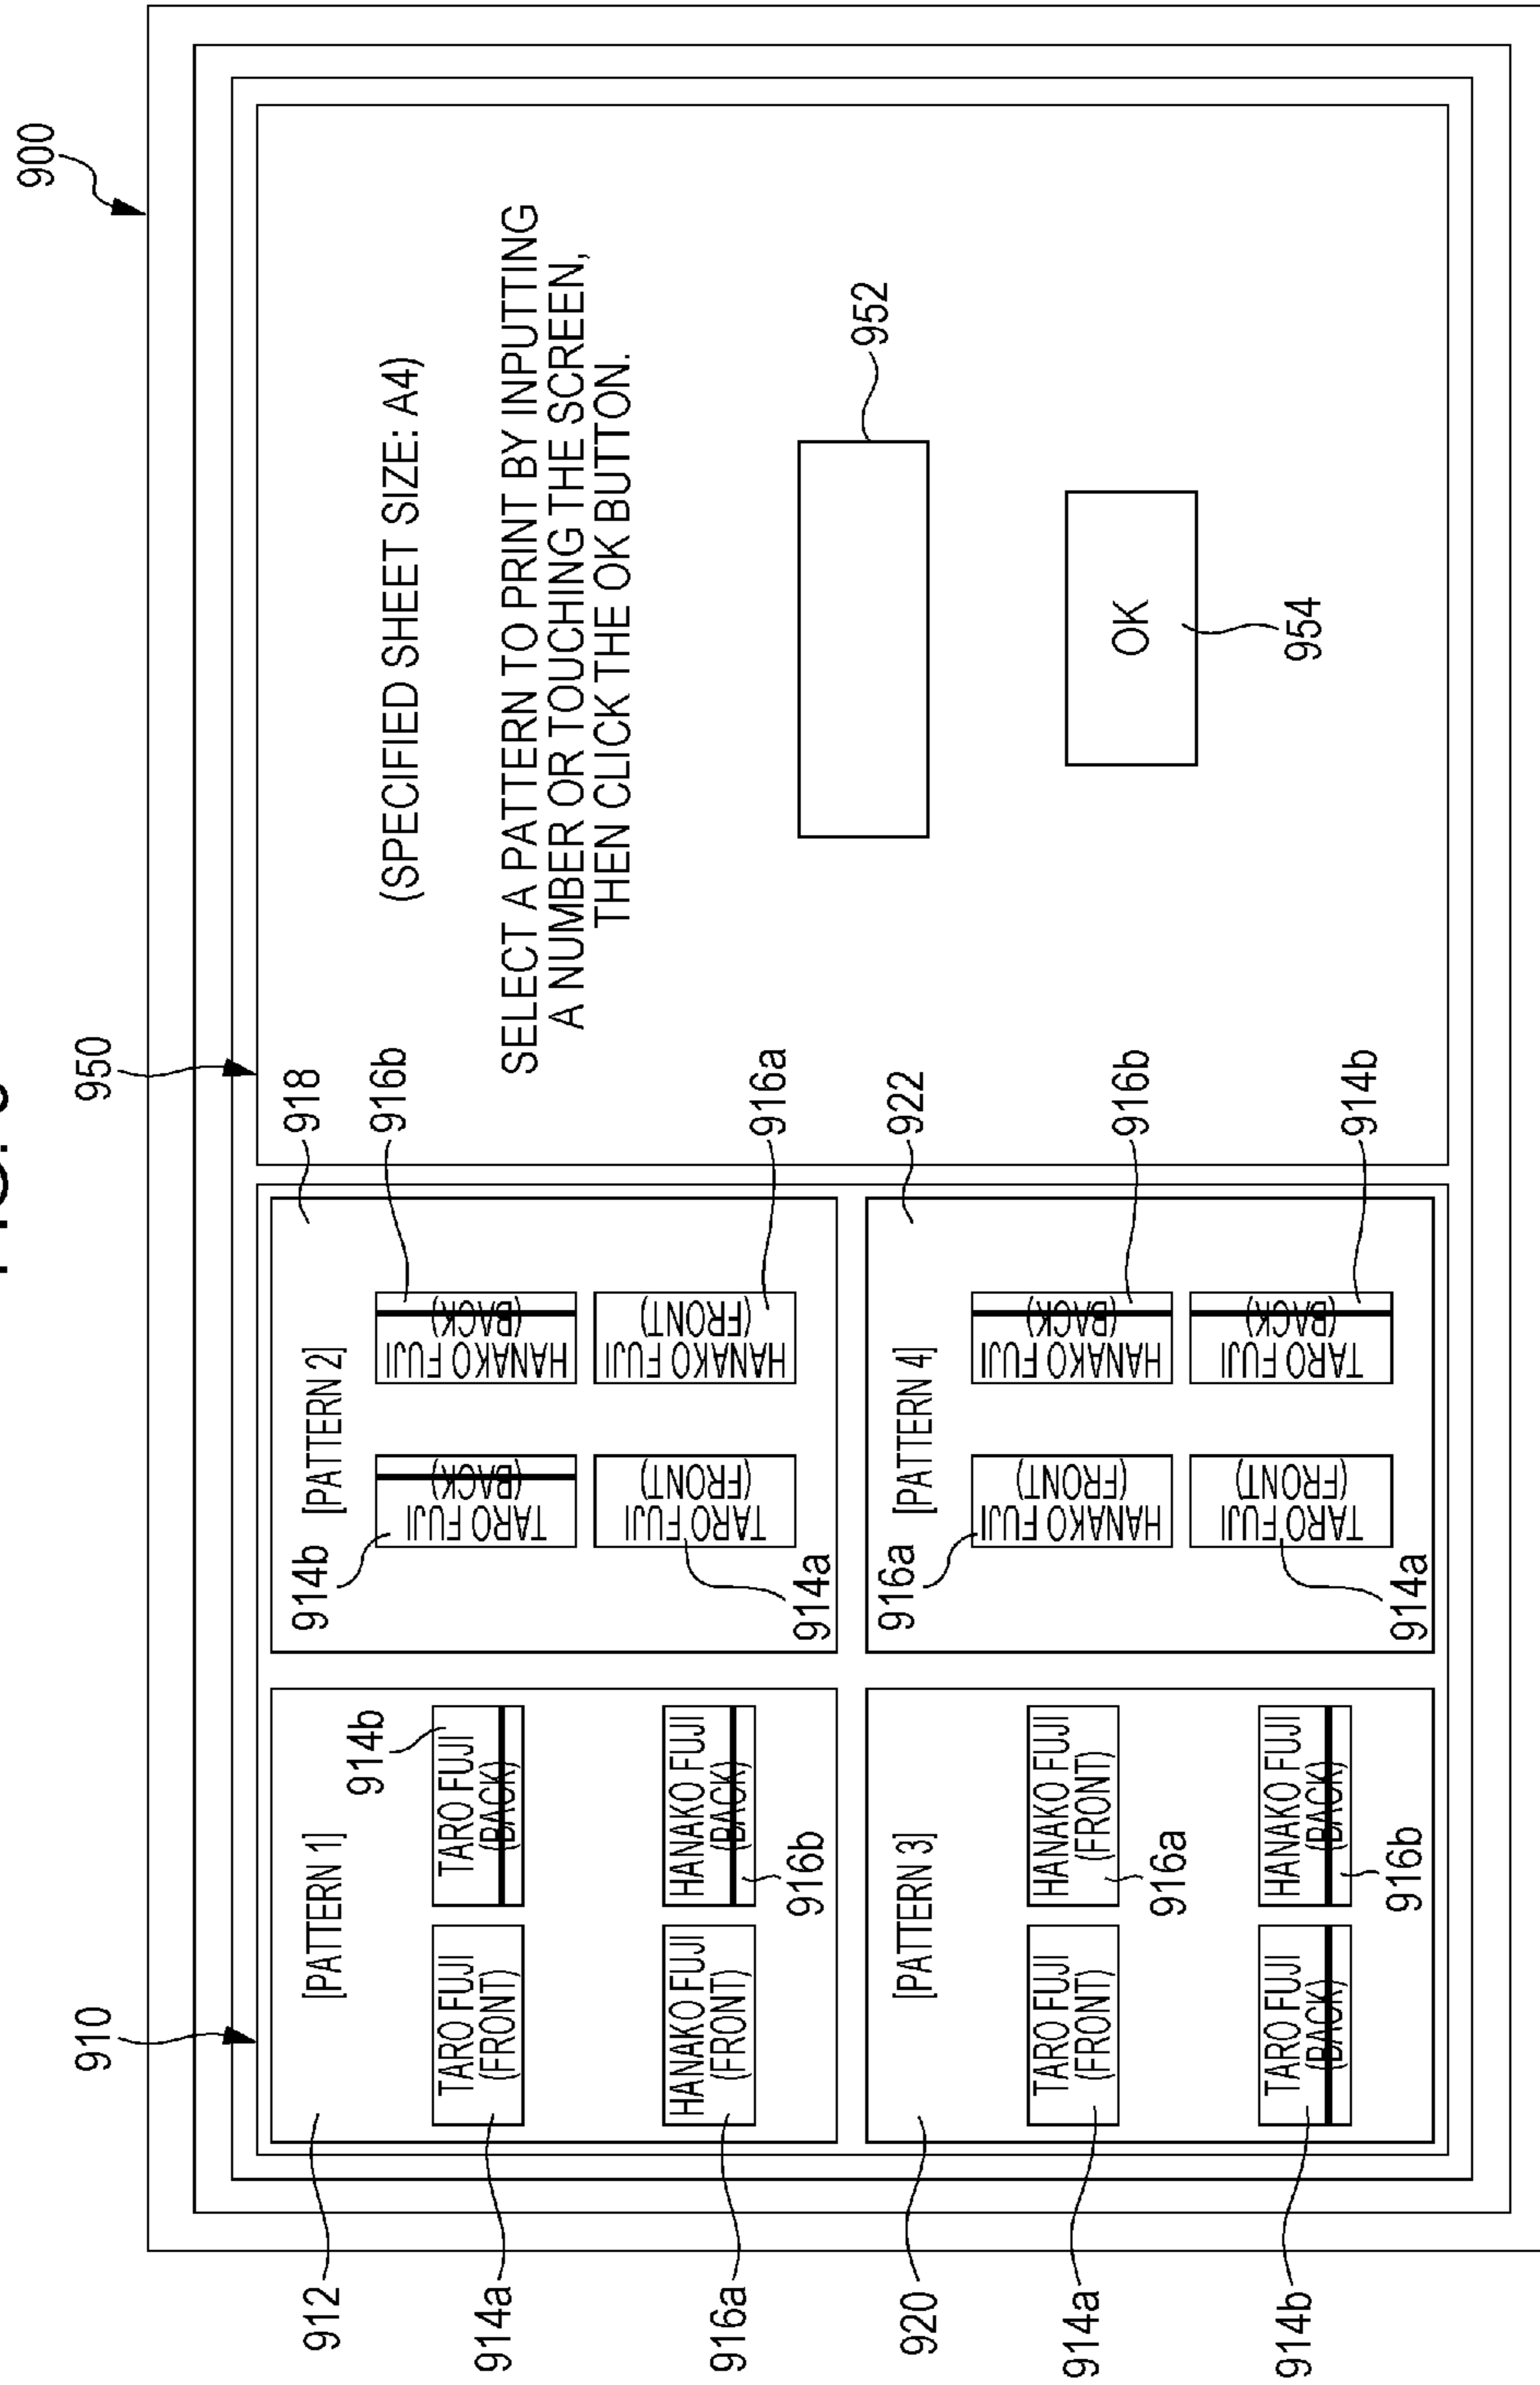 900
910
950
912
[PATTERN 1]
914a
TARO FUJI
(FRONT)
914b
TARO FUJI
(BACK)
916a
HANAKO FUJI
(FRONT)
HANAKO FUJI
(BACK)
916b
918
[PATTERN 2]
914b
TARO FUJI
(BACK)
916b
HANAKO FUJI
(BACK)
914a
TARO FUJI
(FRONT)
916a
HANAKO FUJI
(FRONT)
920
[PATTERN 3]
914a
TARO FUJI
(FRONT)
HANAKO FUJI
(FRONT)
916a
914b
TARO FUJI
(BACK)
HANAKO FUJI
(BACK)
916b
922
[PATTERN 4]
916a
HANAKO FUJI
(FRONT)
916b
HANAKO FUJI
(BACK)
914a
TARO FUJI
(FRONT)
914b
TARO FUJI
(BACK)
(SPECIFIED SHEET SIZE: A4)
SELECT A PATTERN TO PRINT BY INPUTTING
A NUMBER OR TOUCHING THE SCREEN,
THEN CLICK THE OK BUTTON.
952
OK
954